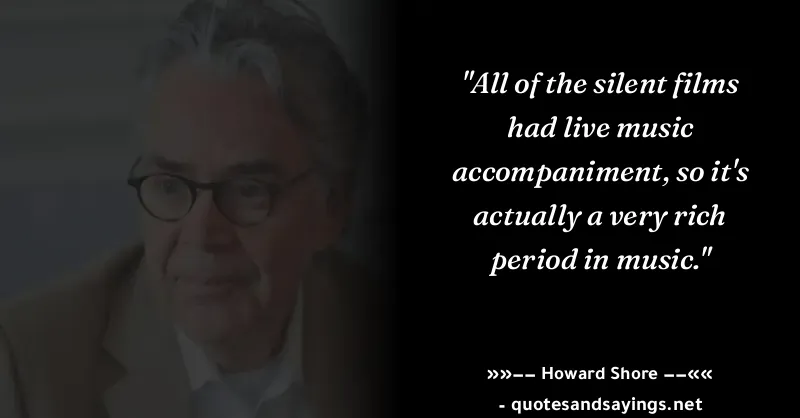 "All of the silent films
had live music
accompaniment, so it's
actually a very rich
period in music."
»»−− Howard Shore −−««
- quotesandsayings.net